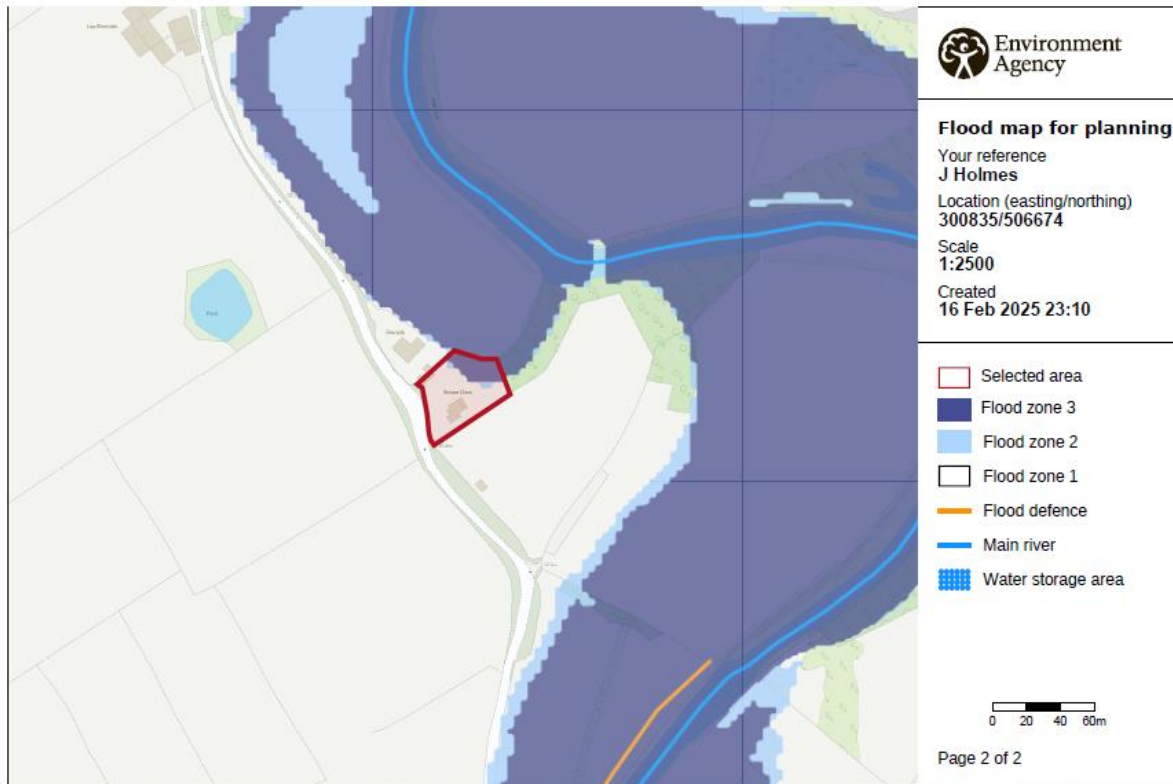 Environment
Agency
Flood map for planning
Your reference
J Holmes
Location (easting/northing)
300835/506674
Scale
1:2500
Created
16 Feb 2025 23:10
Selected area
Flood zone 3
Flood zone 2
Flood zone 1
Flood defence
Main river
Water storage area
0 20 40 60m
Page 2 of 2